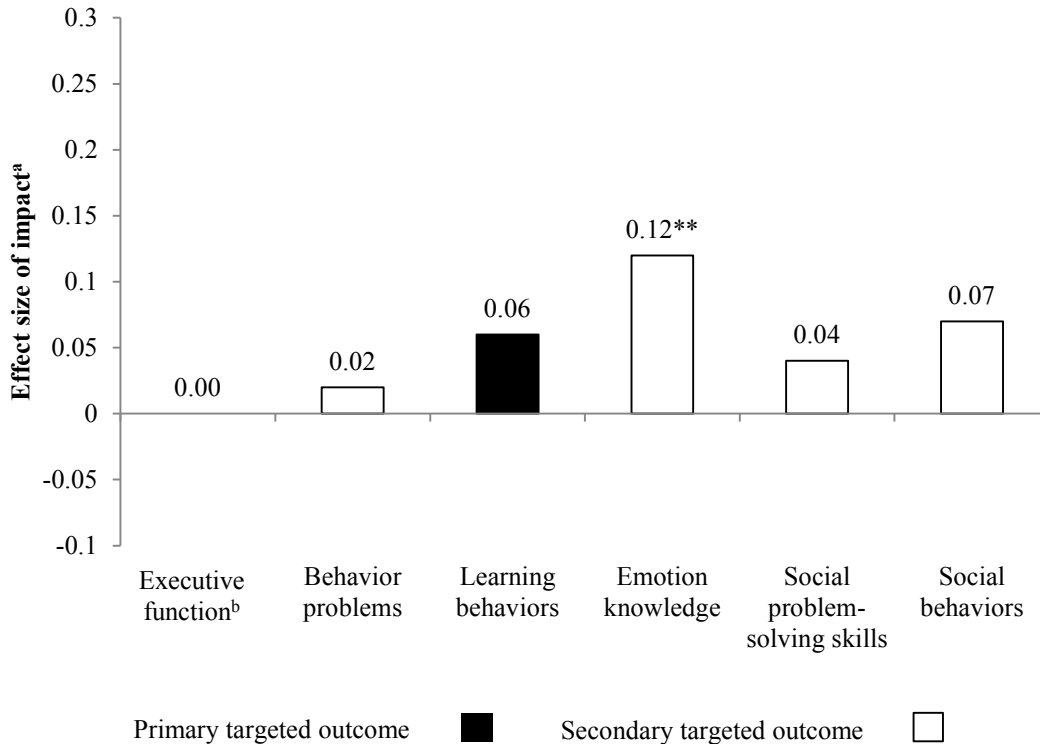 Effect size of impactᵃ
0.3
0.25
0.2
0.15
0.1
0.05
0
-0.05
-0.1
0.00
0.02
0.06
0.12**
0.04
0.07
Executive
functionᵇ
Behavior
problems
Learning
behaviors
Emotion
knowledge
Social
problem-
solving skills
Social
behaviors
Primary targeted outcome
Secondary targeted outcome